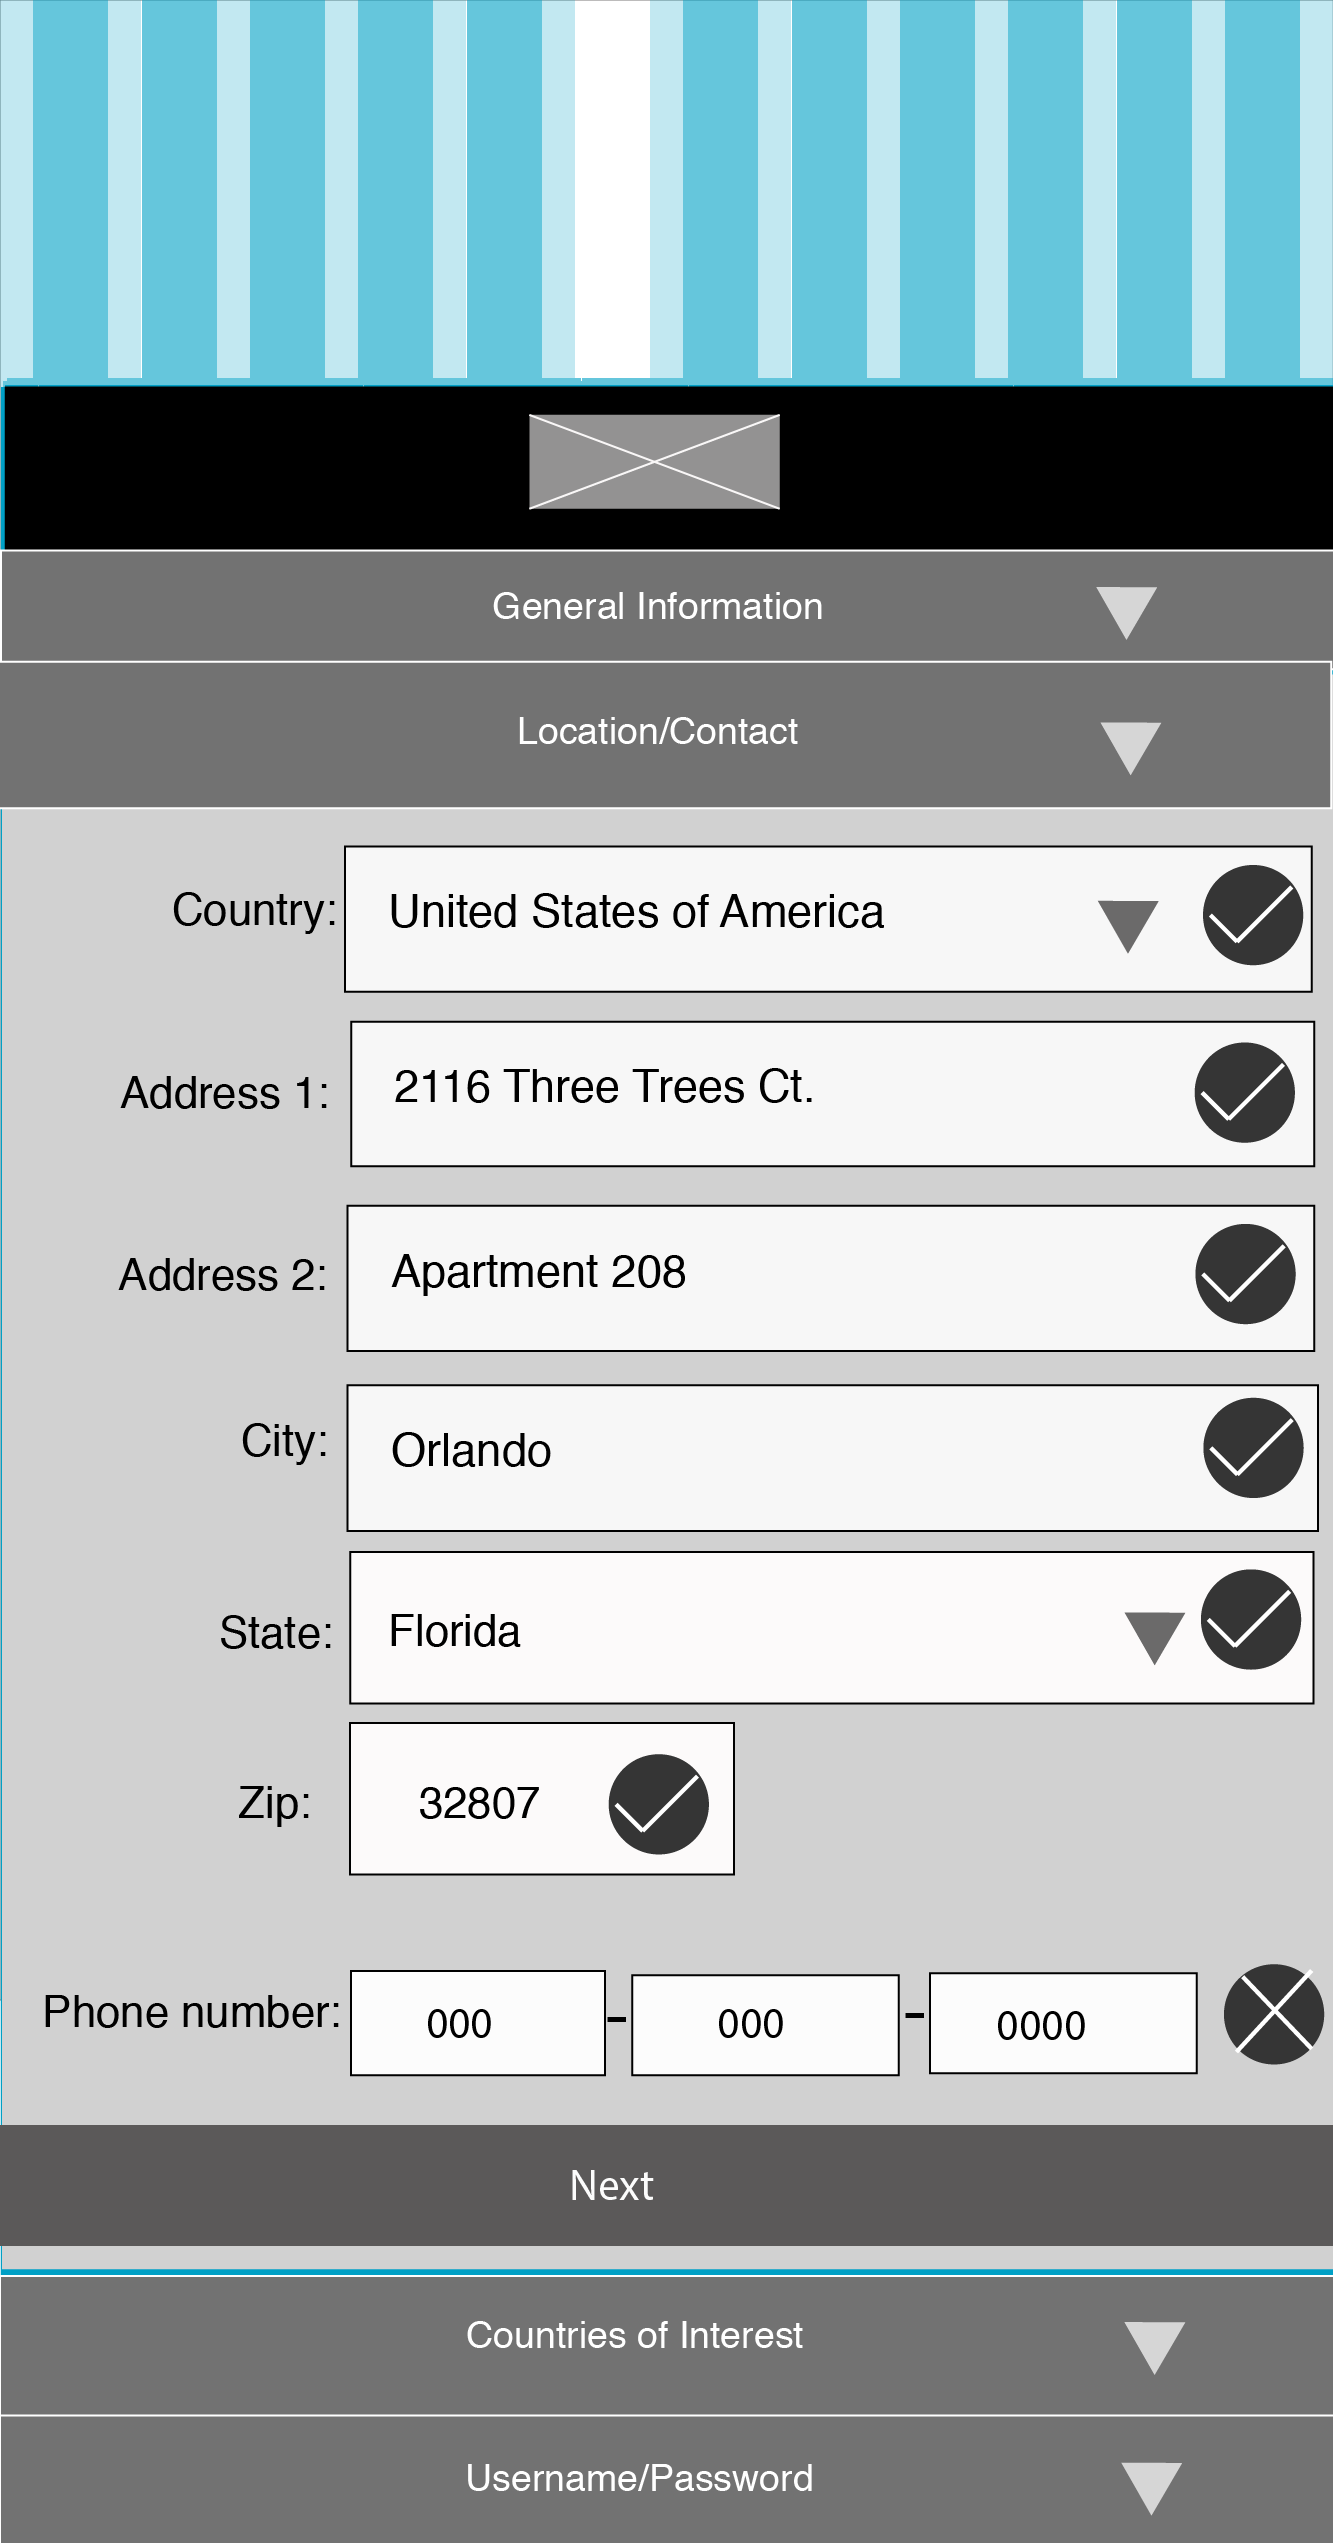 General Information
Location/Contact
Country: United States of America
Address 1: 2116 Three Trees Ct.
Address 2: Apartment 208
City: Orlando
State: Florida
Zip: 32807
Phone number: 000 - 000 - 0000
Next
Countries of Interest
Username/Password